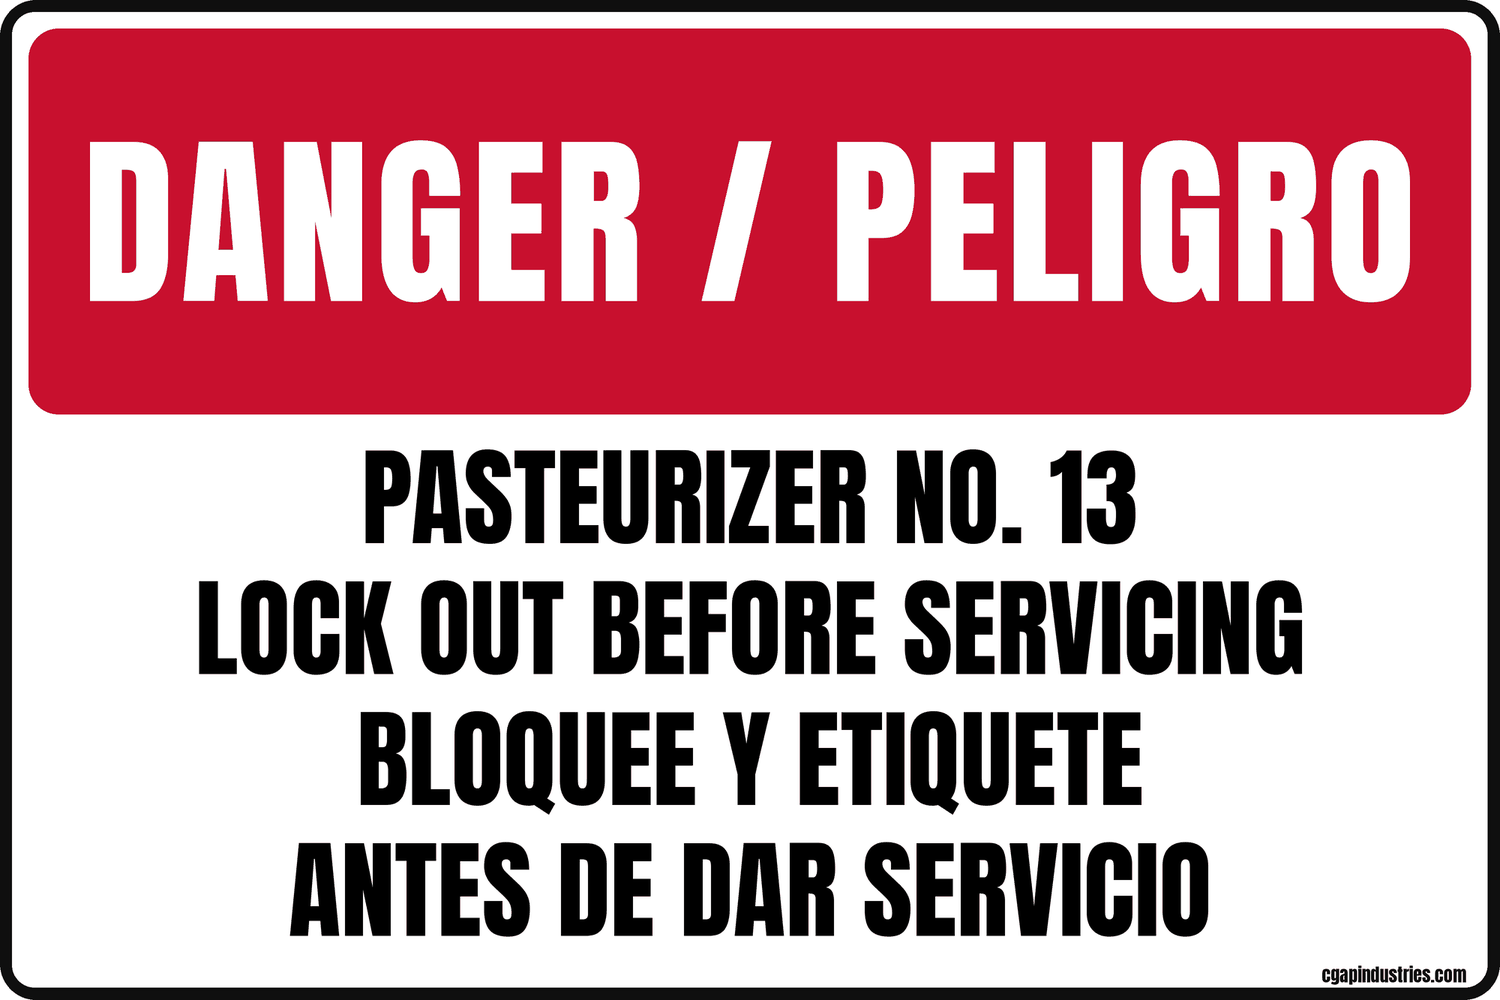 DANGER / PELIGRO
PASTEURIZER NO. 13
LOCK OUT BEFORE SERVICING
BLOQUEE Y ETIQUETE
ANTES DE DAR SERVICIO
cgapindustries.com